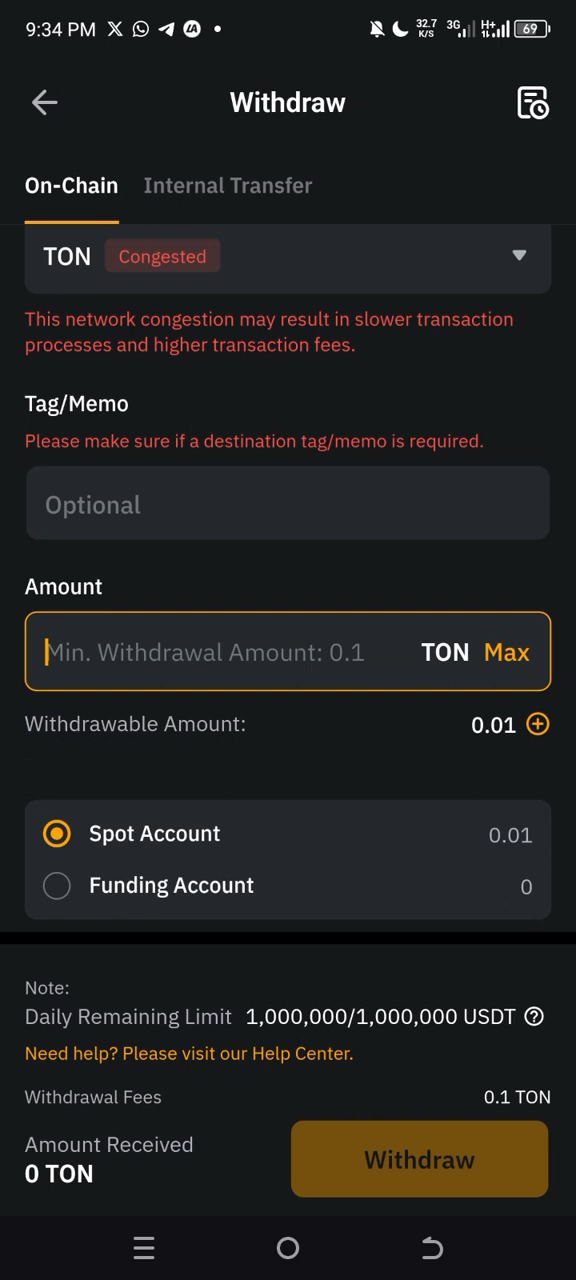 9:34 PM
32.7 K/S 3G H+ 69
Withdraw
On-Chain Internal Transfer
TON Congested
This network congestion may result in slower transaction
processes and higher transaction fees.
Tag/Memo
Please make sure if a destination tag/memo is required.
Optional
Amount
Min. Withdrawal Amount: 0.1 TON Max
Withdrawable Amount: 0.01
Spot Account 0.01
Funding Account 0
Note:
Daily Remaining Limit 1,000,000/1,000,000 USDT
Need help? Please visit our Help Center.
Withdrawal Fees 0.1 TON
Amount Received
0 TON
Withdraw